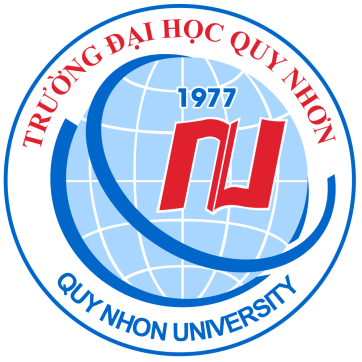 TRƯỜNG ĐẠI HỌC QUY NHƠN
1977
QUY NHON UNIVERSITY